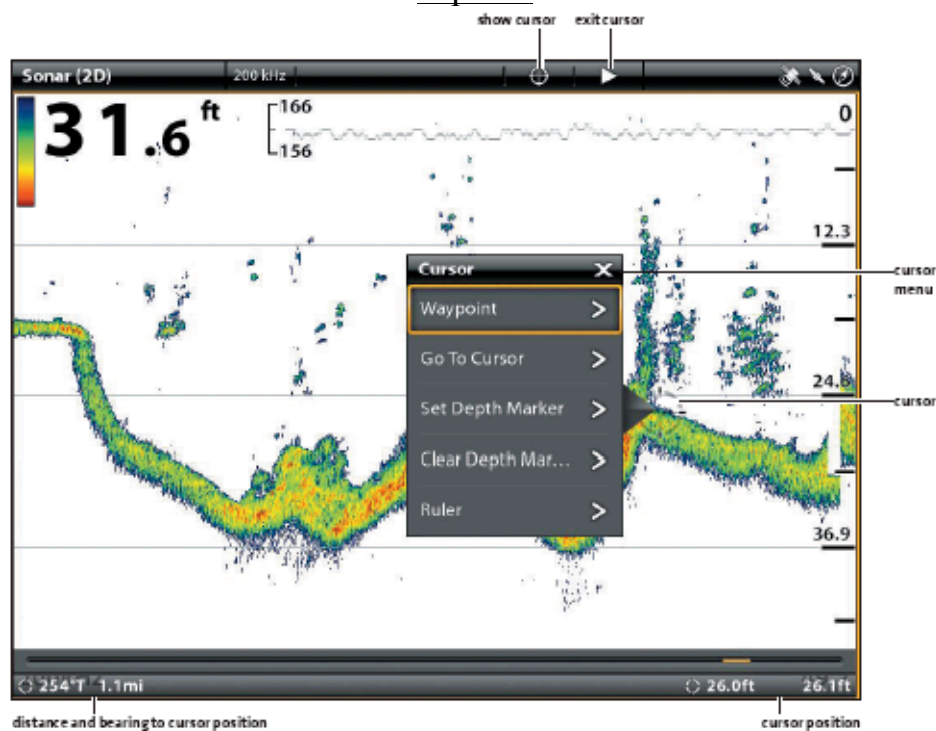 show cursor exit cursor
Sonar (2D) 200 kHz
31.6 ft
166
156
0
12.3
24.6
36.9
Cursor X
Waypoint >
Go To Cursor >
Set Depth Marker >
Clear Depth Mar... >
Ruler >
cursor
menu
cursor
254°T 1.1mi
26.0ft 26.1ft
distance and bearing to cursor position
cursor position